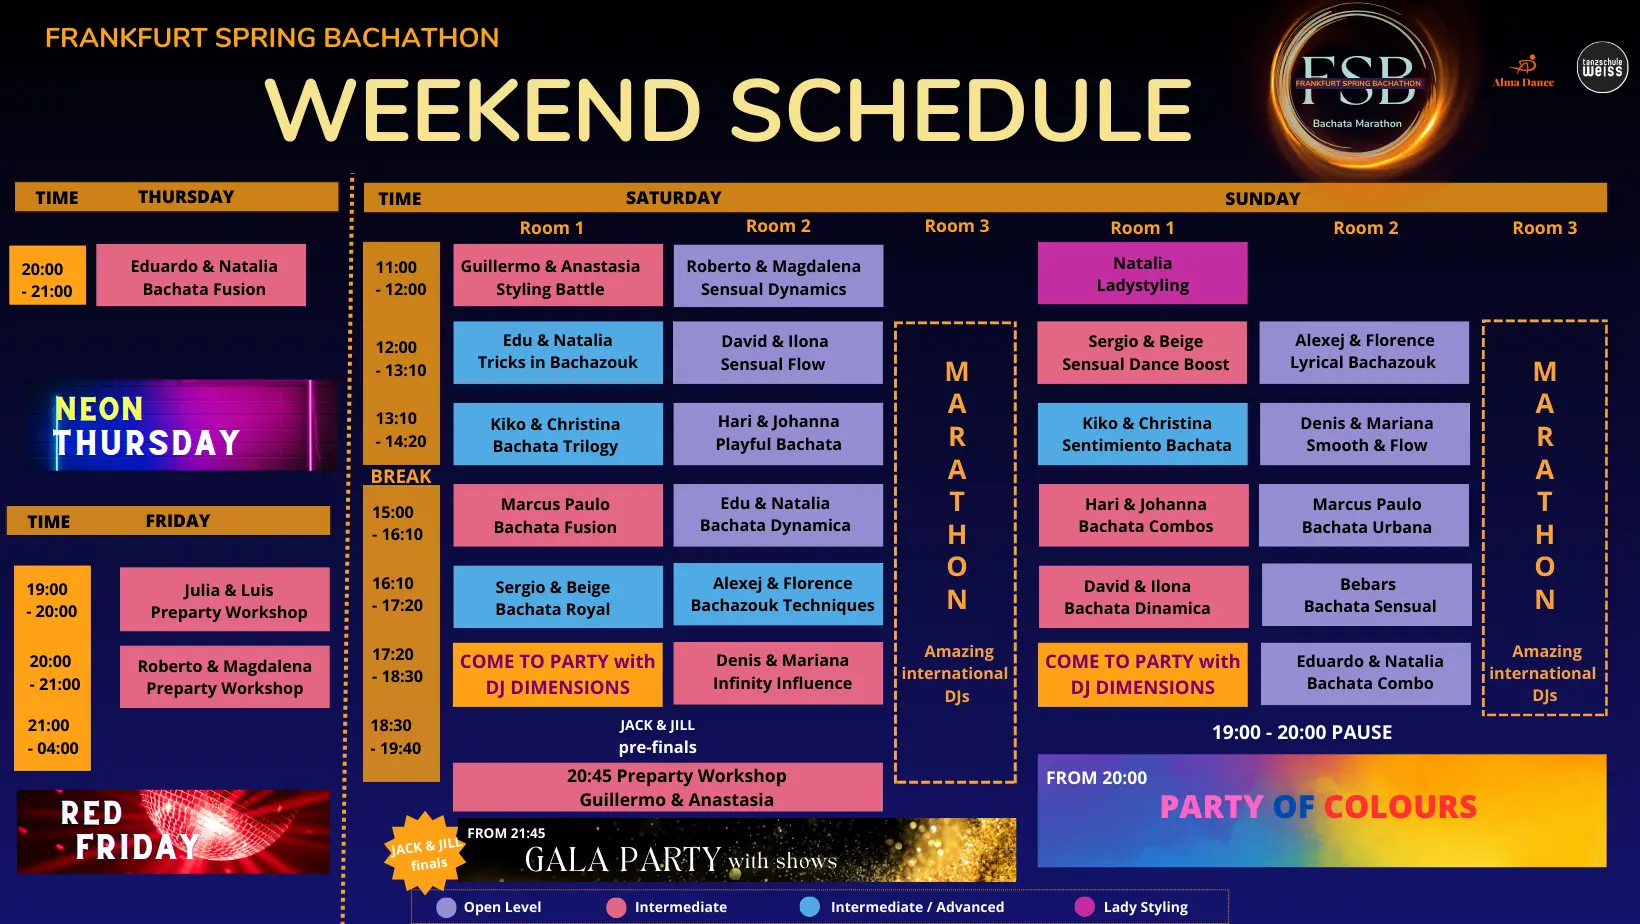 FRANKFURT SPRING BACHATHON
WEEKEND SCHEDULE
FSB
FRANKFURT SPRING BACHATHON
Bachata Marathon
Alma Dance
tanzschule
weiss
TIME THURSDAY
20:00
- 21:00
Eduardo & Natalia
Bachata Fusion
NEON
THURSDAY
TIME FRIDAY
19:00
- 20:00
Julia & Luis
Preparty Workshop
20:00
- 21:00
Roberto & Magdalena
Preparty Workshop
21:00
- 04:00
RED
FRIDAY
TIME SATURDAY SUNDAY
Room 1 Room 2 Room 3 Room 1 Room 2 Room 3
11:00
- 12:00
Guillermo & Anastasia
Styling Battle
Roberto & Magdalena
Sensual Dynamics
Natalia
Ladystyling
12:00
- 13:10
Edu & Natalia
Tricks in Bachazouk
David & Ilona
Sensual Flow
Sergio & Beige
Sensual Dance Boost
Alexej & Florence
Lyrical Bachazouk
13:10
- 14:20
Kiko & Christina
Bachata Trilogy
Hari & Johanna
Playful Bachata
Kiko & Christina
Sentimiento Bachata
Denis & Mariana
Smooth & Flow
BREAK
15:00
- 16:10
Marcus Paulo
Bachata Fusion
Edu & Natalia
Bachata Dynamica
Hari & Johanna
Bachata Combos
Marcus Paulo
Bachata Urbana
16:10
- 17:20
Sergio & Beige
Bachata Royal
Alexej & Florence
Bachazouk Techniques
David & Ilona
Bachata Dinamica
Bebars
Bachata Sensual
17:20
- 18:30
COME TO PARTY with
DJ DIMENSIONS
Denis & Mariana
Infinity Influence
COME TO PARTY with
DJ DIMENSIONS
Eduardo & Natalia
Bachata Combo
MARATHON
Amazing
international
DJs
MARATHON
Amazing
international
DJs
18:30
- 19:40
JACK & JILL
pre-finals
20:45 Preparty Workshop
Guillermo & Anastasia
JACK & JILL
finals
FROM 21:45
GALA PARTY with shows
19:00 - 20:00 PAUSE
FROM 20:00
PARTY OF COLOURS
Open Level Intermediate Intermediate / Advanced Lady Styling